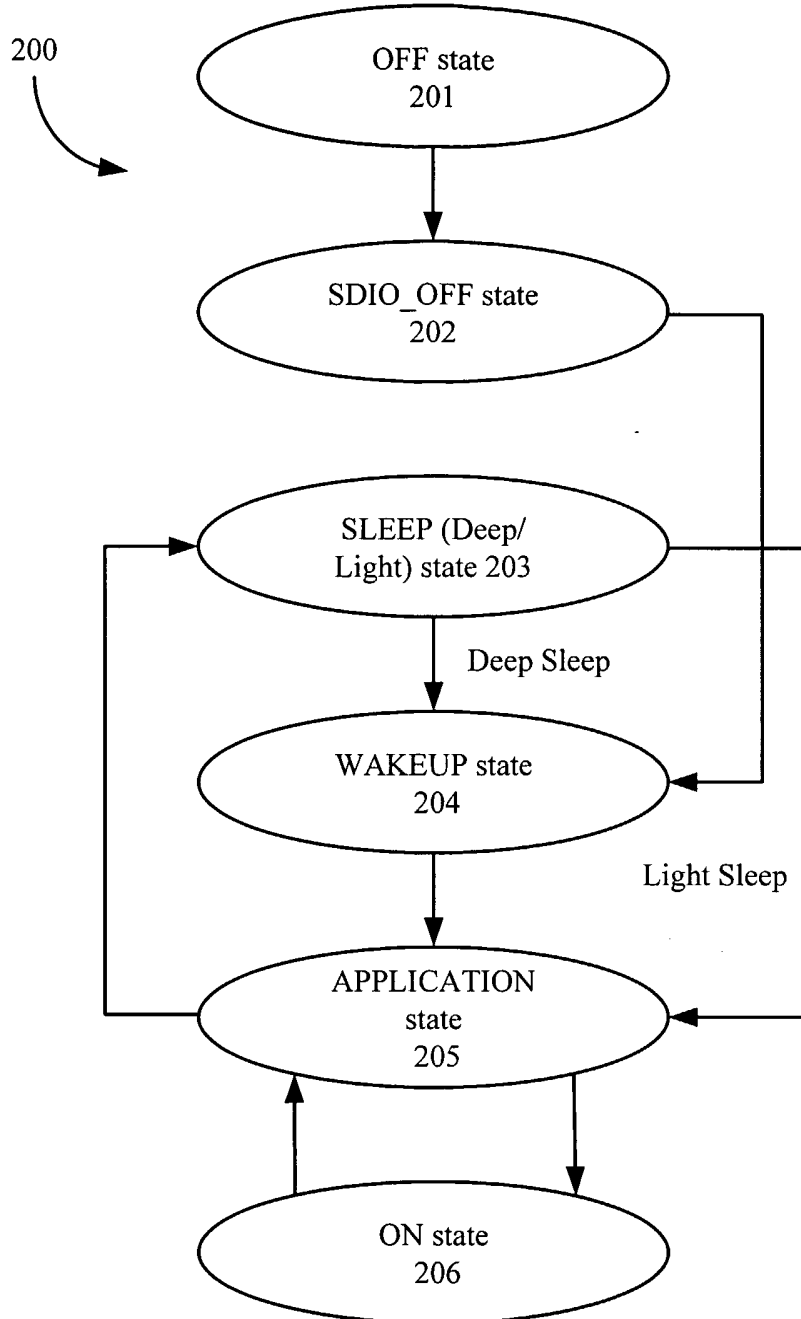 200
OFF state
201
SDIO_OFF state
202
SLEEP (Deep/
Light) state 203
Deep Sleep
WAKEUP state
204
Light Sleep
APPLICATION
state
205
ON state
206